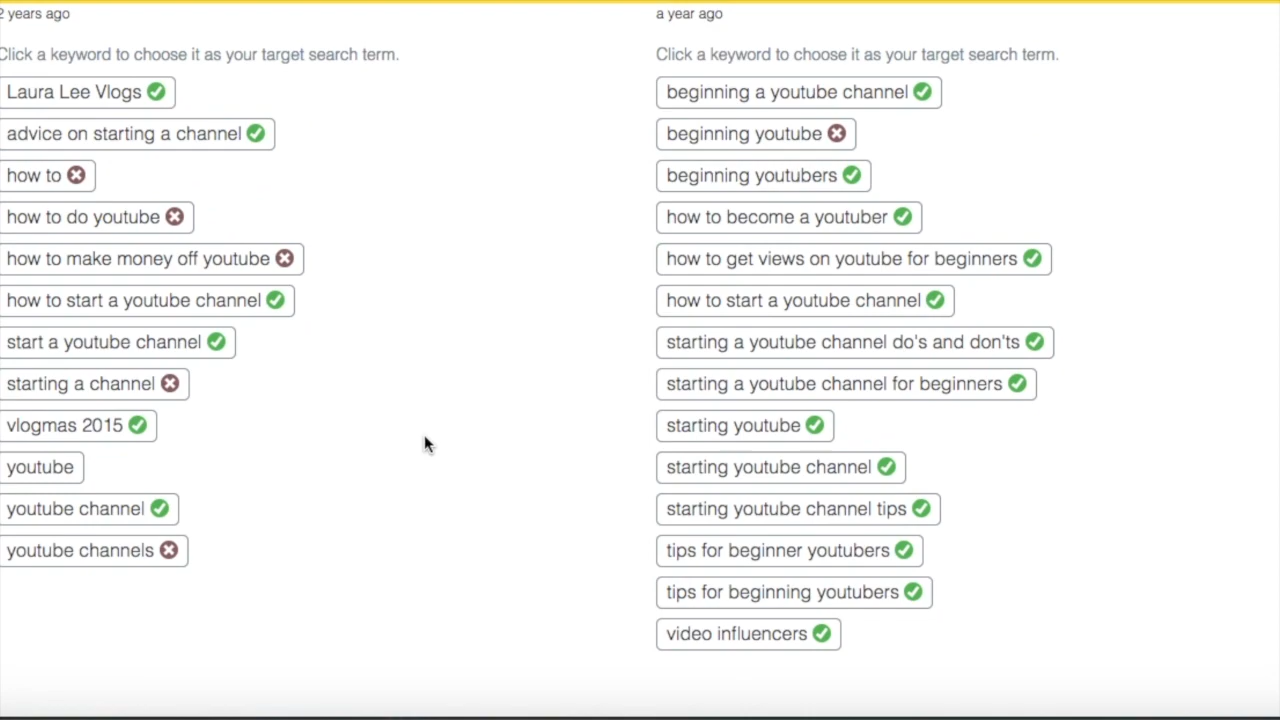 2 years ago
Click a keyword to choose it as your target search term.
Laura Lee Vlogs
advice on starting a channel
how to
how to do youtube
how to make money off youtube
how to start a youtube channel
start a youtube channel
starting a channel
vlogmas 2015
youtube
youtube channel
youtube channels
a year ago
Click a keyword to choose it as your target search term.
beginning a youtube channel
beginning youtube
beginning youtubers
how to become a youtuber
how to get views on youtube for beginners
how to start a youtube channel
starting a youtube channel do's and don'ts
starting a youtube channel for beginners
starting youtube
starting youtube channel
starting youtube channel tips
tips for beginner youtubers
tips for beginning youtubers
video influencers